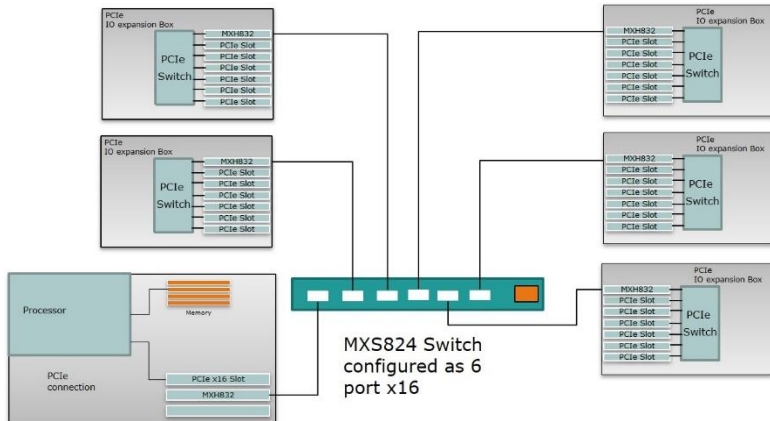 PCIe
IO expansion Box
MXH832
PCIe Slot
PCIe Slot
PCIe Slot
PCIe Slot
PCIe Slot
PCIe Slot
PCIe
Switch
PCIe
IO expansion Box
MXH832
PCIe Slot
PCIe Slot
PCIe Slot
PCIe Slot
PCIe Slot
PCIe Slot
PCIe
Switch
PCIe
IO expansion Box
MXH832
PCIe Slot
PCIe Slot
PCIe Slot
PCIe Slot
PCIe Slot
PCIe Slot
PCIe
Switch
PCIe
IO expansion Box
MXH832
PCIe Slot
PCIe Slot
PCIe Slot
PCIe Slot
PCIe Slot
PCIe Slot
PCIe
Switch
Processor
Memory
PCIe
connection
PCIe x16 Slot
MXH832
MXS824 Switch
configured as 6
port x16
PCIe
IO expansion Box
MXH832
PCIe Slot
PCIe Slot
PCIe Slot
PCIe Slot
PCIe Slot
PCIe Slot
PCIe
Switch